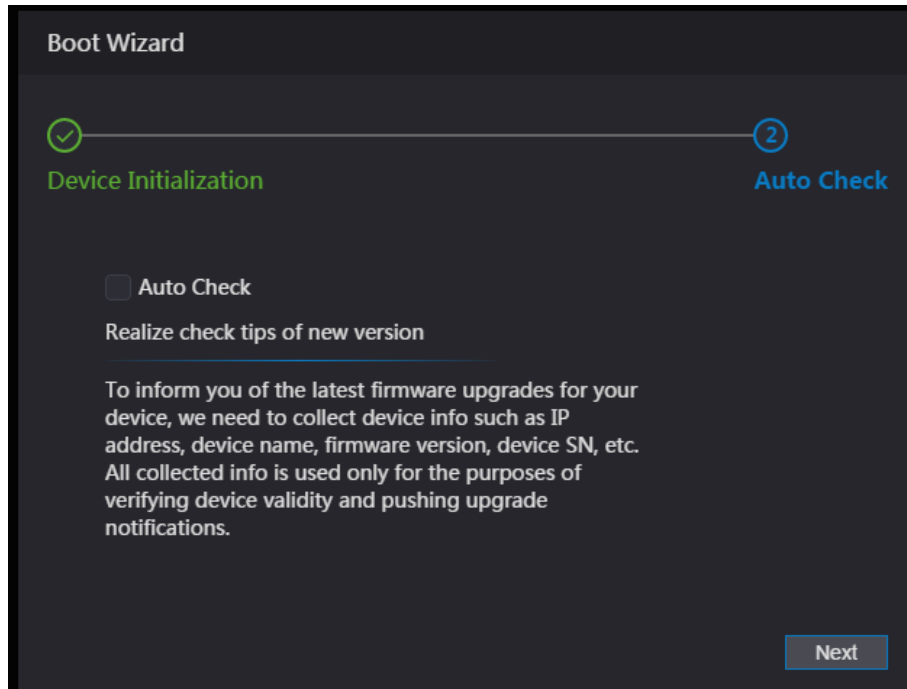 Boot Wizard
2
Device Initialization
Auto Check
Auto Check
Realize check tips of new version
To inform you of the latest firmware upgrades for your
device, we need to collect device info such as IP
address, device name, firmware version, device SN, etc.
All collected info is used only for the purposes of
verifying device validity and pushing upgrade
notifications.
Next